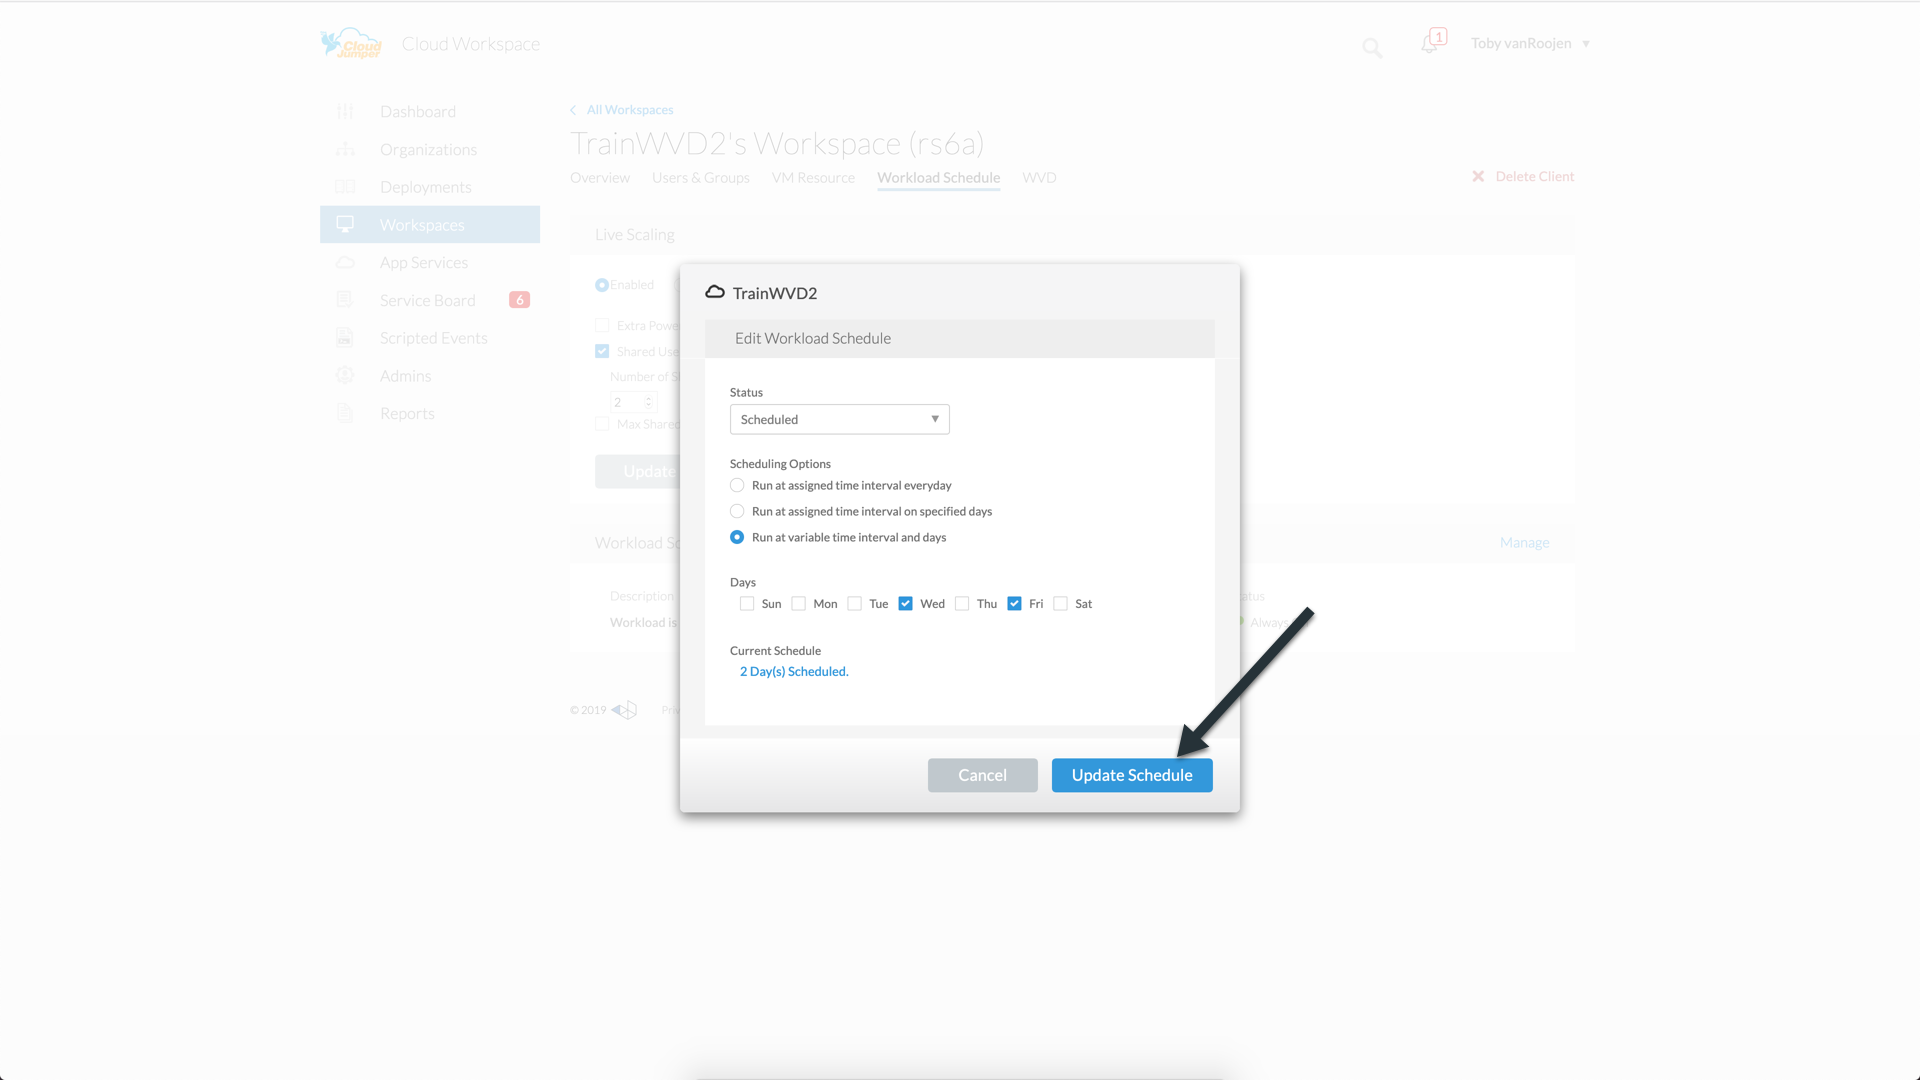 Cloud Jumper
Cloud Workspace
1
Toby vanRoojen
Dashboard
Organizations
Deployments
Workspaces
App Services
Service Board 6
Scripted Events
Admins
Reports
All Workspaces
TrainWVD2's Workspace (rs6a)
Overview Users & Groups VM Resource Workload Schedule WVD
Delete Client
Live Scaling
Enabled
Extra Powe
Shared Use
Number of S
2
Max Shared
Update
Workload Sc
Manage
Description
Workload is
atus
Always
© 2019
Priv
TrainWVD2
Edit Workload Schedule
Status
Scheduled
Scheduling Options
Run at assigned time interval everyday
Run at assigned time interval on specified days
Run at variable time interval and days
Days
Sun Mon Tue Wed Thu Fri Sat
Current Schedule
2 Day(s) Scheduled.
Cancel Update Schedule